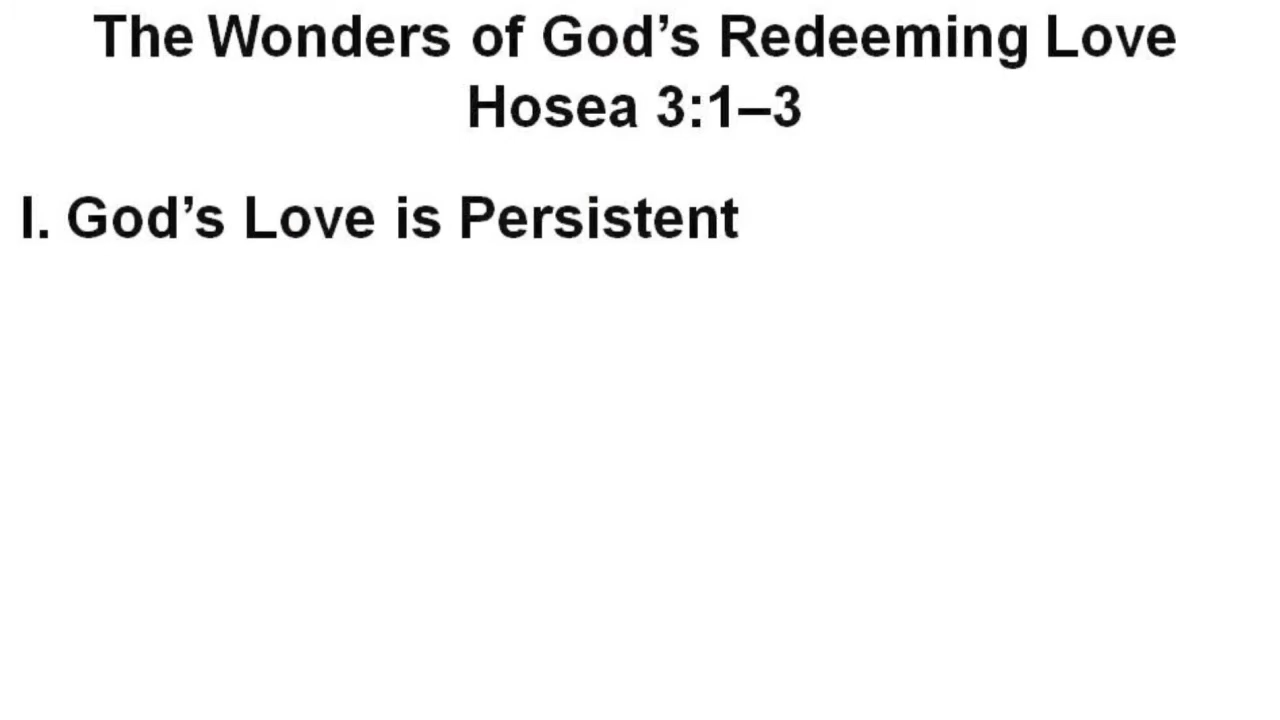 The Wonders of God’s Redeeming Love
Hosea 3:1–3
I. God’s Love is Persistent